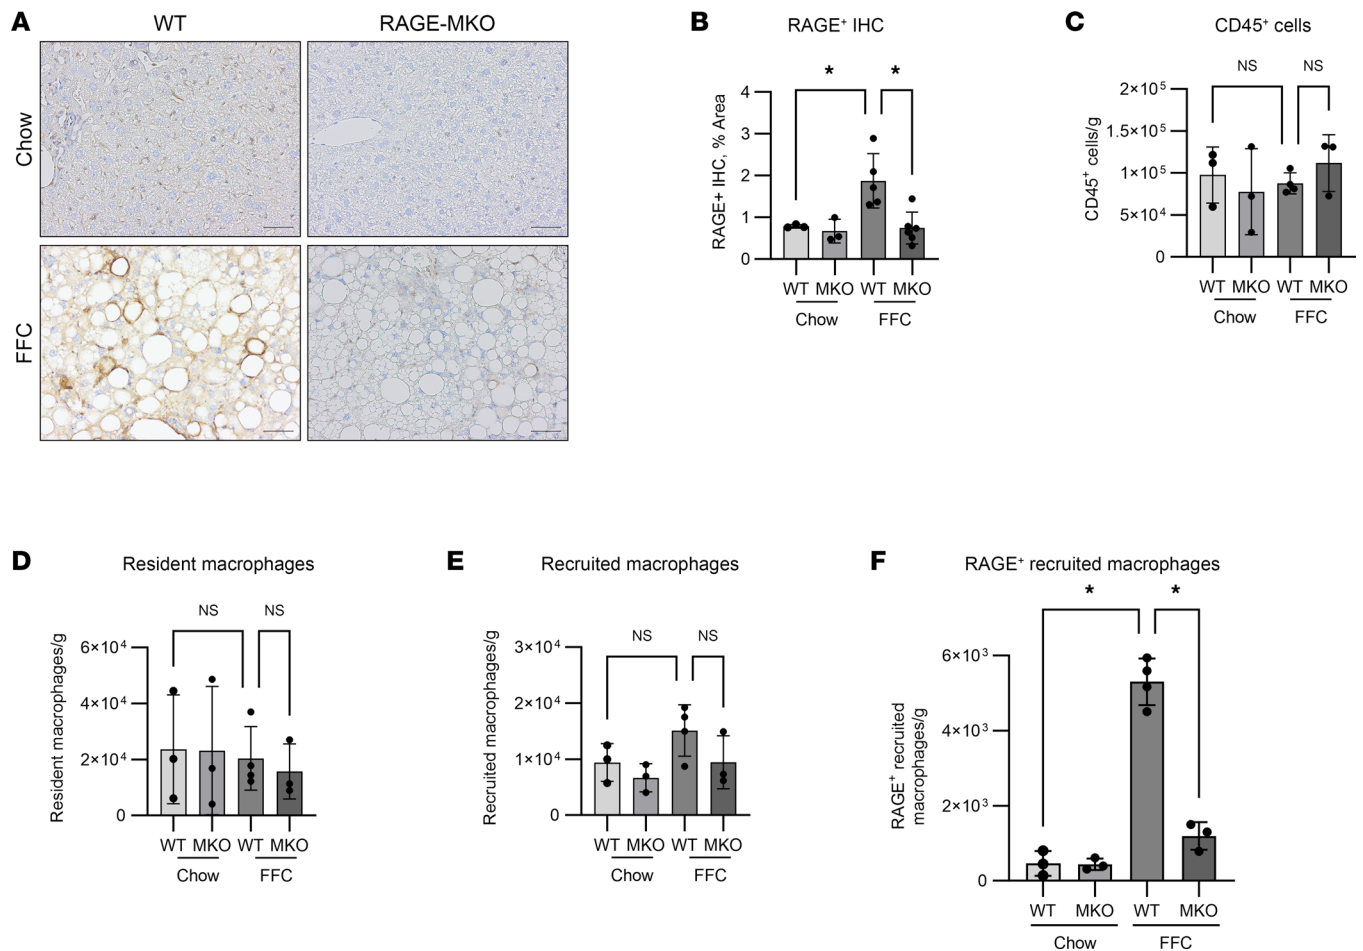 A
WT
RAGE-MKO
Chow
FFC
B
RAGE⁺ IHC
RAGE+ IHC, % Area
*
*
4
3
2
1
0
WT MKO WT MKO
Chow
FFC
C
CD45⁺ cells
CD45⁺ cells/g
NS
NS
2×10⁵
1.5×10⁵
1×10⁵
5×10⁴
0
WT MKO WT MKO
Chow
FFC
D
Resident macrophages
Resident macrophages/g
NS
NS
6×10⁴
4×10⁴
2×10⁴
0
WT MKO WT MKO
Chow
FFC
E
Recruited macrophages
Recruited macrophages/g
NS
NS
3×10⁴
2×10⁴
1×10⁴
0
WT MKO WT MKO
Chow
FFC
F
RAGE⁺ recruited macrophages
RAGE⁺ recruited
macrophages/g
*
*
6×10³
4×10³
2×10³
0
WT MKO WT MKO
Chow
FFC